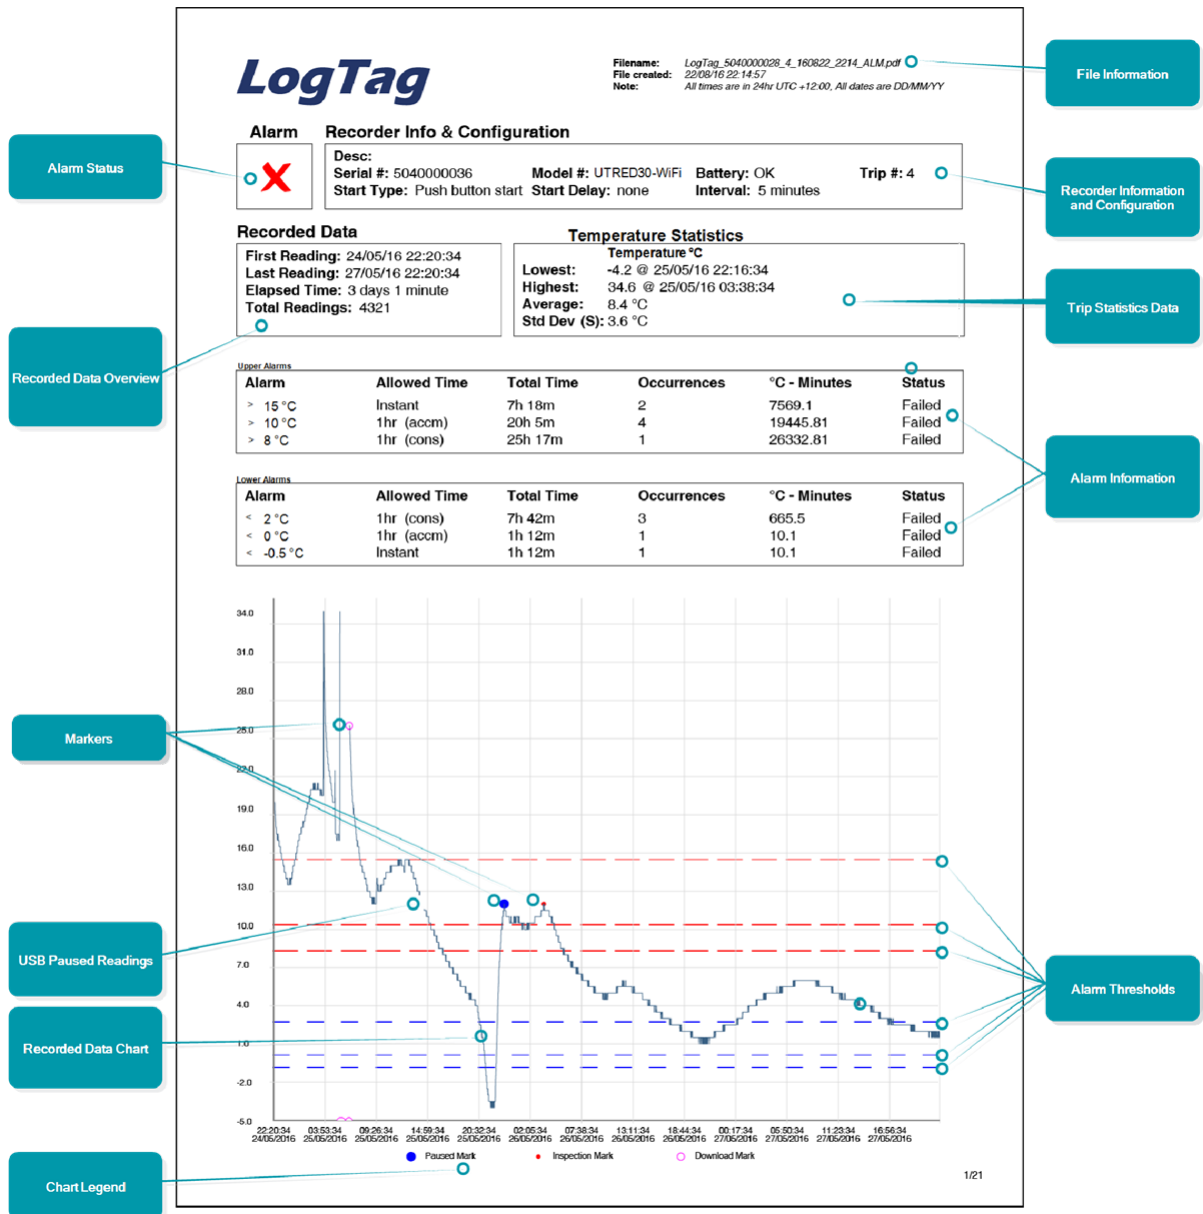 LogTag
Filename: LogTag_5040000028_4_160822_2214_ALM.pdf
File created: 22/08/16 22:14:57
Note: All times are in 24hr UTC +12:00, All dates are DD/MM/YY
File Information
Alarm Status
Alarm
Recorder Info & Configuration
Desc:
Serial #: 5040000036 Model #: UTRED30-WiFi Battery: OK Trip #: 4
Start Type: Push button start Start Delay: none Interval: 5 minutes
Recorder Information
and Configuration
Recorded Data
First Reading: 24/05/16 22:20:34
Last Reading: 27/05/16 22:20:34
Elapsed Time: 3 days 1 minute
Total Readings: 4321
Temperature Statistics
Temperature °C
Lowest: -4.2 @ 25/05/16 22:16:34
Highest: 34.6 @ 25/05/16 03:38:34
Average: 8.4 °C
Std Dev (S): 3.6 °C
Trip Statistics Data
Recorded Data Overview
Upper Alarms
Alarm Allowed Time Total Time Occurrences °C - Minutes Status
> 15 °C Instant 7h 18m 2 7569.1 Failed
> 10 °C 1hr (accm) 20h 5m 4 19445.81 Failed
> 8 °C 1hr (cons) 25h 17m 1 26332.81 Failed
Lower Alarms
Alarm Allowed Time Total Time Occurrences °C - Minutes Status
< 2 °C 1hr (cons) 7h 42m 3 665.5 Failed
< 0 °C 1hr (accm) 1h 12m 1 10.1 Failed
< -0.5 °C Instant 1h 12m 1 10.1 Failed
Alarm Information
34.0
31.0
28.0
25.0
22.0
19.0
16.0
13.0
10.0
7.0
4.0
1.0
-2.0
-5.0
Markers
USB Paused Readings
Recorded Data Chart
Alarm Thresholds
22:20:34 03:53:34 09:26:34 14:59:34 20:32:34 02:05:34 07:38:34 13:11:34 18:44:34 00:17:34 05:50:34 11:23:34 16:56:34
24/05/2016 25/05/2016 25/05/2016 25/05/2016 25/05/2016 26/05/2016 26/05/2016 26/05/2016 26/05/2016 27/05/2016 27/05/2016 27/05/2016 27/05/2016
Paused Mark Inspection Mark Download Mark
Chart Legend
1/21